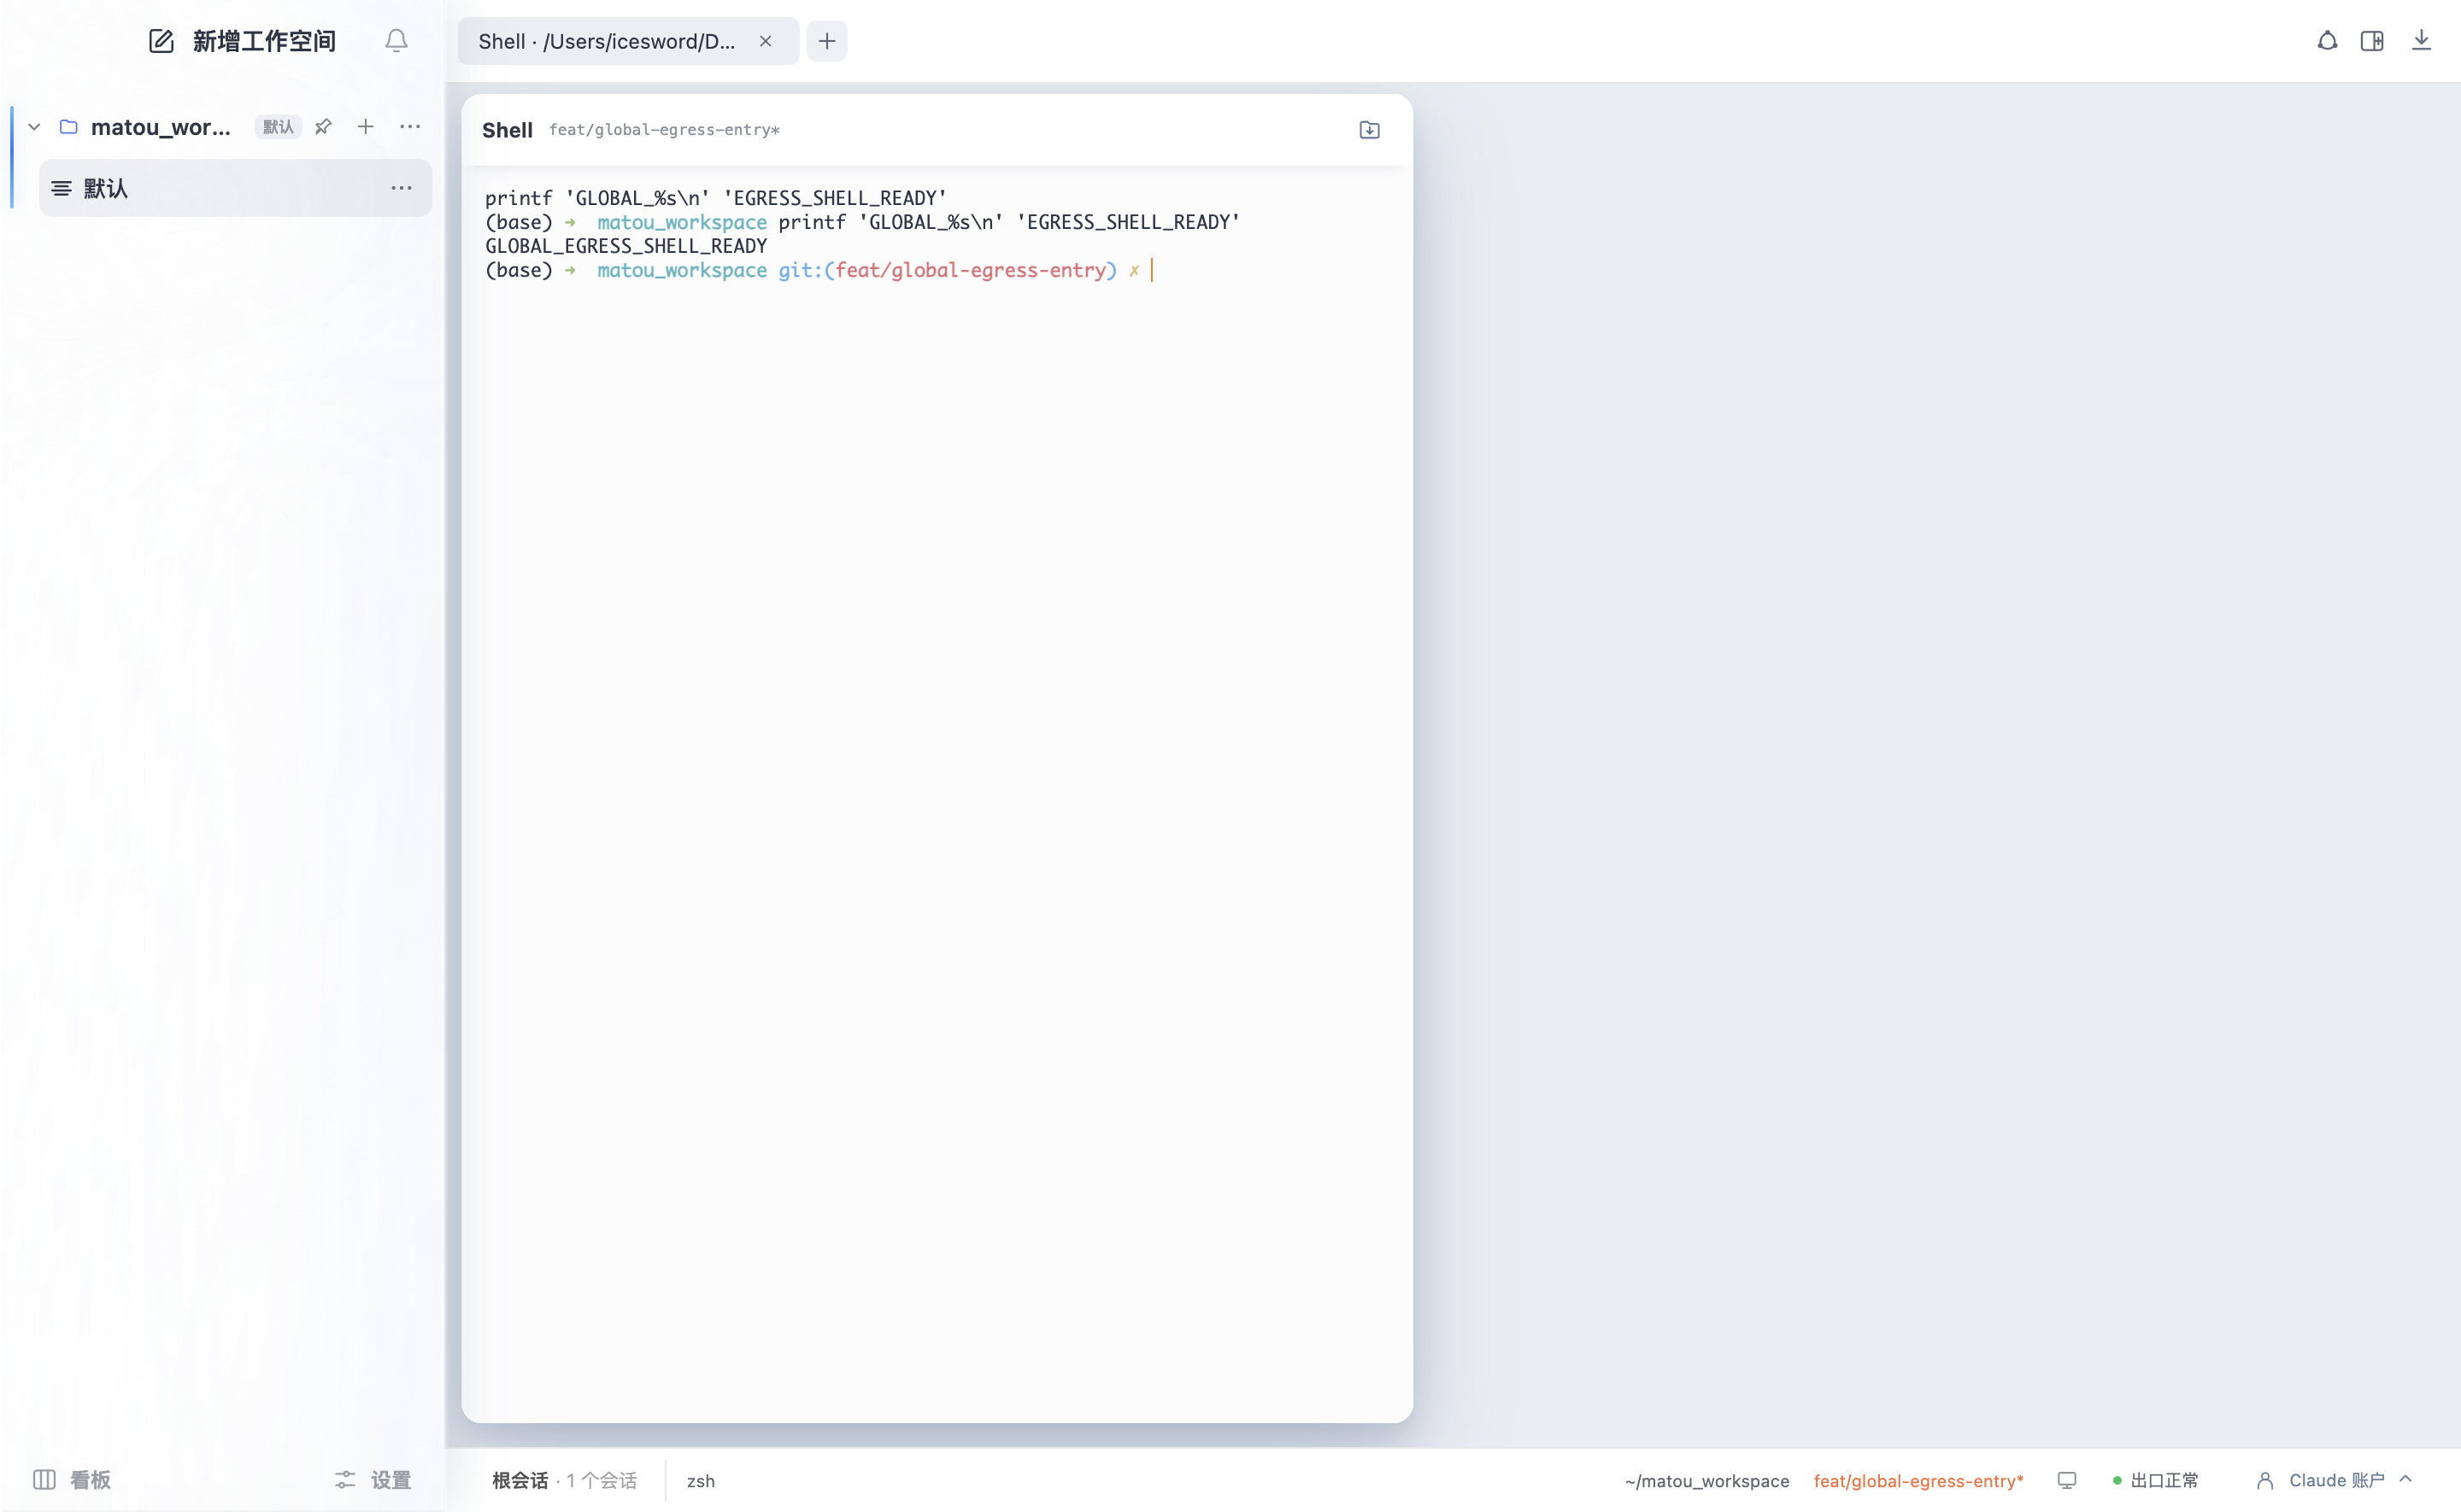 新增工作空间
Shell · /Users/icesword/D...
matou_wor...
默认
默认
Shell feat/global-egress-entry*
printf 'GLOBAL_%s\n' 'EGRESS_SHELL_READY'
(base) ➜  matou_workspace printf 'GLOBAL_%s\n' 'EGRESS_SHELL_READY'
GLOBAL_EGRESS_SHELL_READY
(base) ➜  matou_workspace git:(feat/global-egress-entry) ✗
看板
设置
根会话 · 1 个会话
zsh
~/matou_workspace
feat/global-egress-entry*
出口正常
Claude 账户